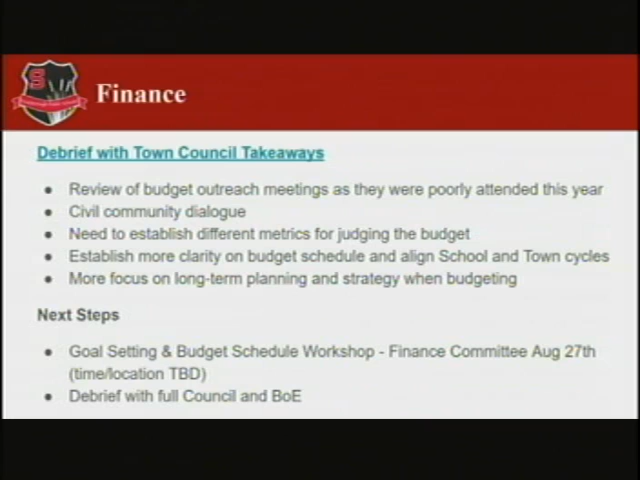 S
Finance
Debrief with Town Council Takeaways
● Review of budget outreach meetings as they were poorly attended this year
● Civil community dialogue
● Need to establish different metrics for judging the budget
● Establish more clarity on budget schedule and align School and Town cycles
● More focus on long-term planning and strategy when budgeting
Next Steps
● Goal Setting & Budget Schedule Workshop - Finance Committee Aug 27th
(time/location TBD)
● Debrief with full Council and BoE